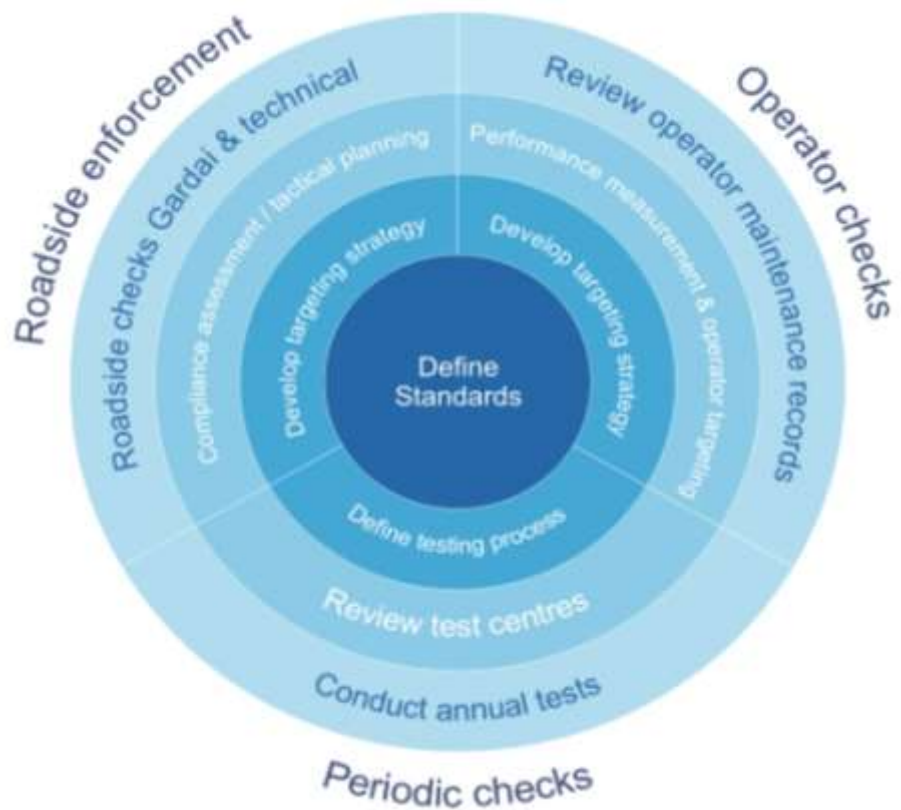 Roadside enforcement
Roadside checks Gardai & technical
Compliance assessment / tactical planning
Develop targeting strategy
Operator checks
Review operator maintenance records
Performance measurement & operator targeting
Develop targeting strategy
Define
Standards
Define testing process
Review test centres
Conduct annual tests
Periodic checks